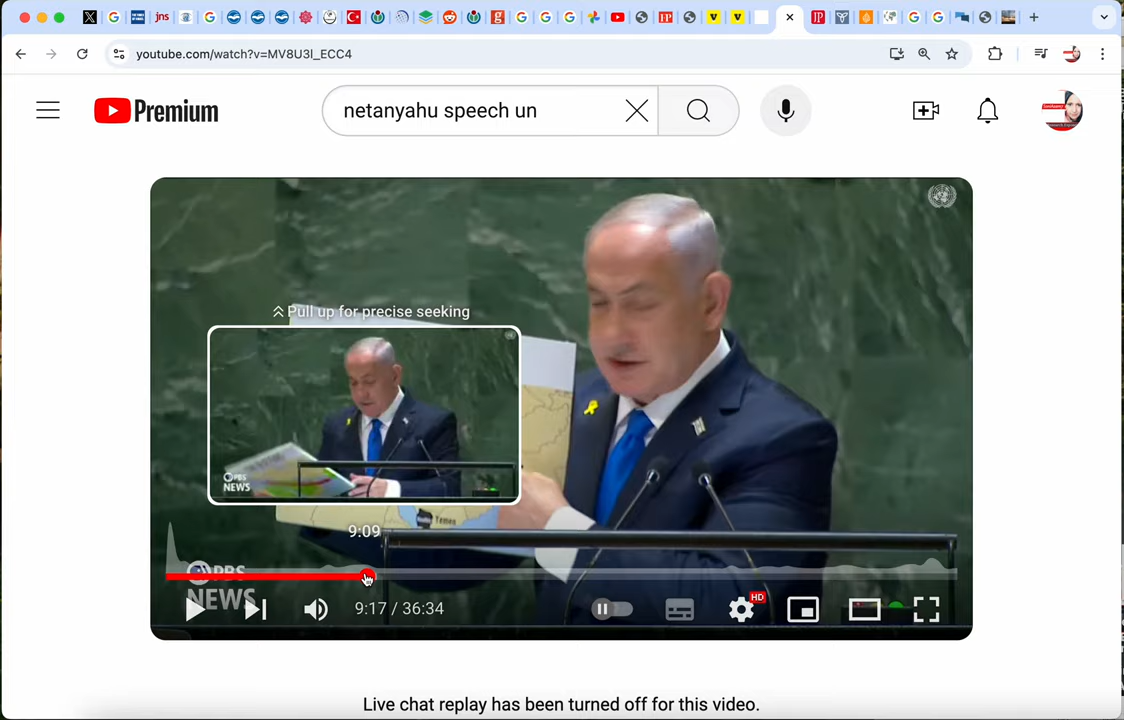 youtube.com/watch?v=MV8U3I_ECC4
Premium
netanyahu speech un
Pull up for precise seeking
PBS
NEWS
Yemen
9:09
PBS
NEWS
9:17 / 36:34
HD
Live chat replay has been turned off for this video.